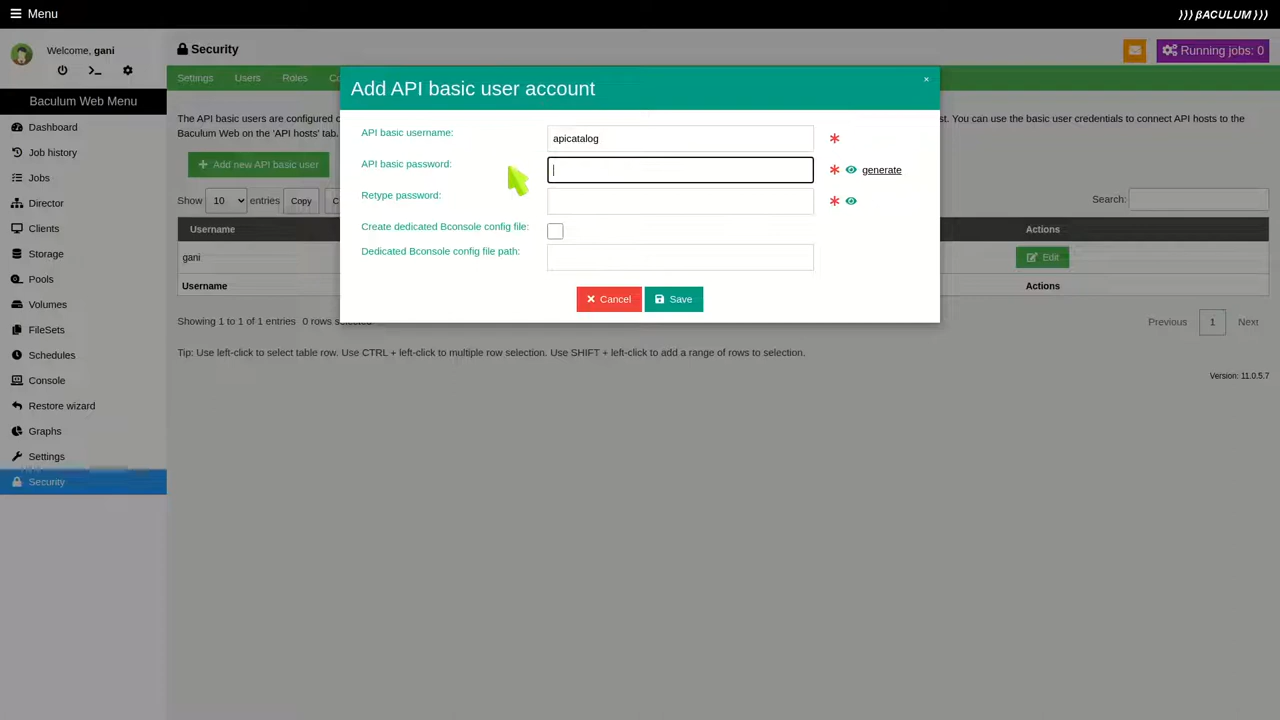 Menu
))) βACULUM )))
Welcome, gani
Security
Running jobs: 0
Settings Users Roles Co
Baculum Web Menu
Add API basic user account
×
The API basic users are configured
st. You can use the basic user credentials to connect API hosts to the
Baculum Web on the 'API hosts' tab.
API basic username:
apicatalog
API basic password:
generate
Retype password:
Create dedicated Bconsole config file:
Dedicated Bconsole config file path:
Cancel
Save
Add new API basic user
Show 10 entries Copy C
Search:
Username
Actions
gani
Edit
Username
Actions
Showing 1 to 1 of 1 entries 0 rows selected
Previous 1 Next
Tip: Use left-click to select table row. Use CTRL + left-click to multiple row selection. Use SHIFT + left-click to add a range of rows to selection.
Version: 11.0.5.7
Dashboard
Job history
Jobs
Director
Clients
Storage
Pools
Volumes
FileSets
Schedules
Console
Restore wizard
Graphs
Settings
Security